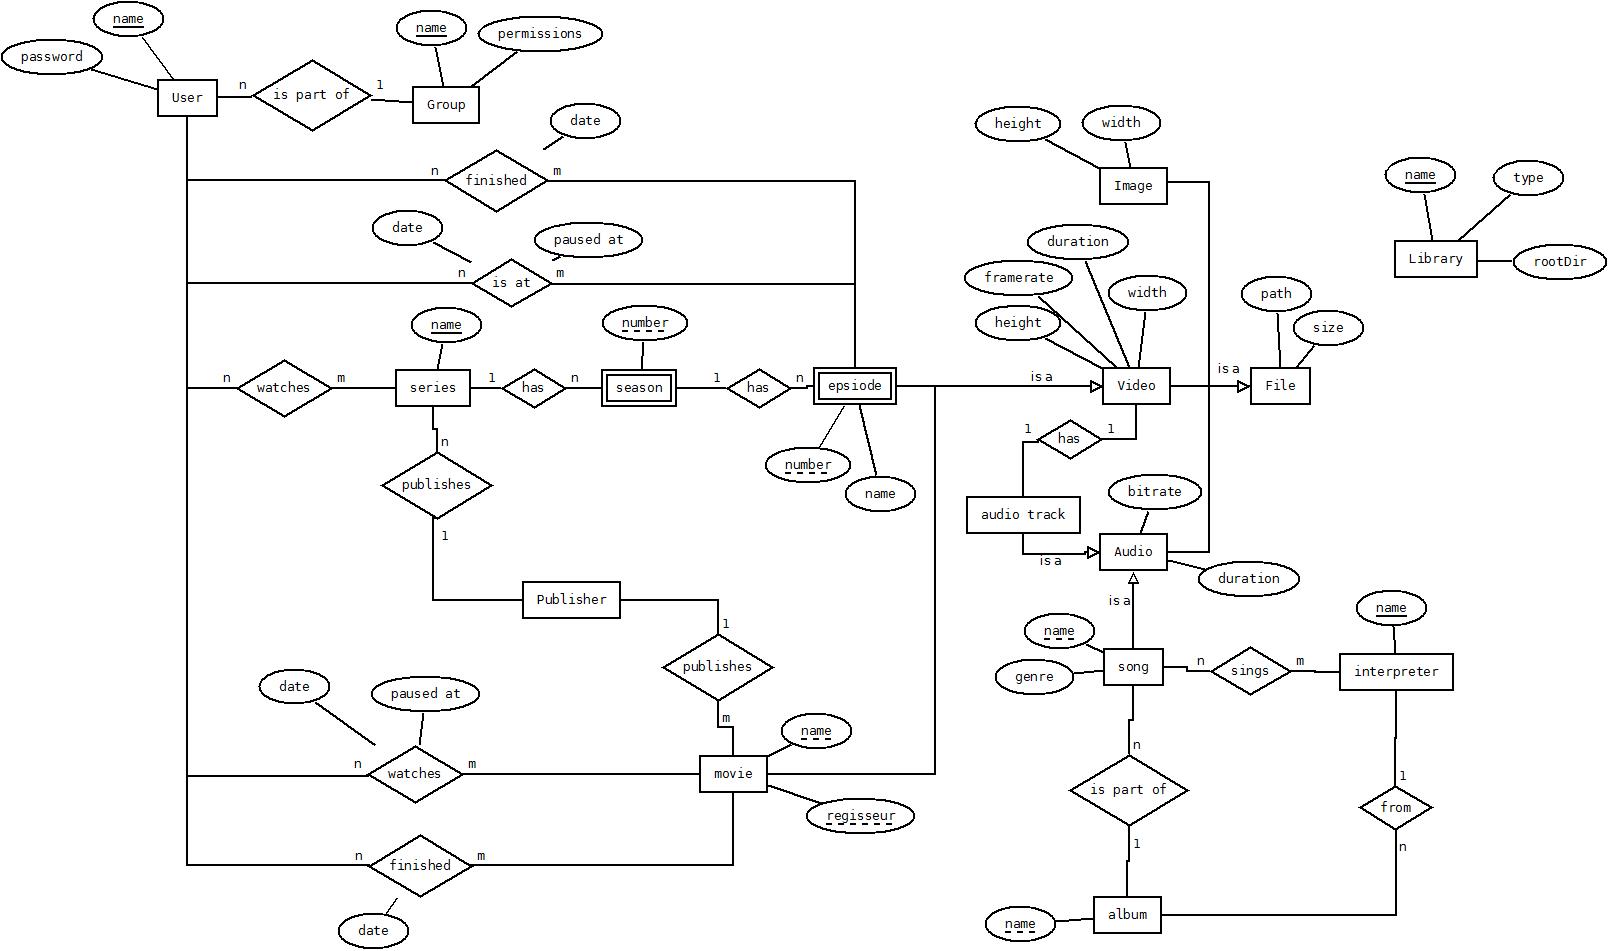 name
password
User
n
is part of
1
Group
name
permissions
date
n
finished
m
date
paused at
n
is at
m
name
number
n
watches
m
series
1
has
n
season
1
has
n
epsiode
number
name
n
publishes
1
Publisher
1
publishes
m
date
paused at
n
watches
m
movie
name
regisseur
n
finished
m
date
height
width
Image
duration
framerate
width
height
is a
Video
is a
path
size
File
name
type
Library
rootDir
1
has
1
audio track
is a
bitrate
Audio
duration
is a
name
genre
song
n
sings
m
name
interpreter
n
is part of
1
1
from
n
name
album